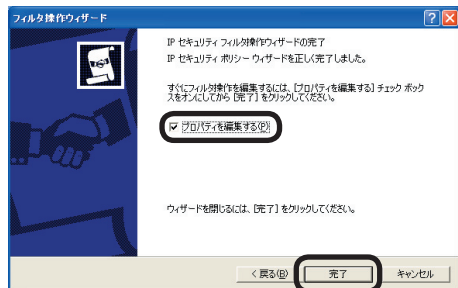 フィルタ操作ウィザード
IP セキュリティ フィルタ操作ウィザードの完了
IP セキュリティ ポリシー ウィザードを正しく完了しました。
すぐにフィルタ操作を編集するには、[プロパティを編集する] チェック ボック
スをオンにしてから [完了] をクリックしてください。
プロパティを編集する(P)
ウィザードを閉じるには、[完了] をクリックしてください。
< 戻る(B)
完了
キャンセル